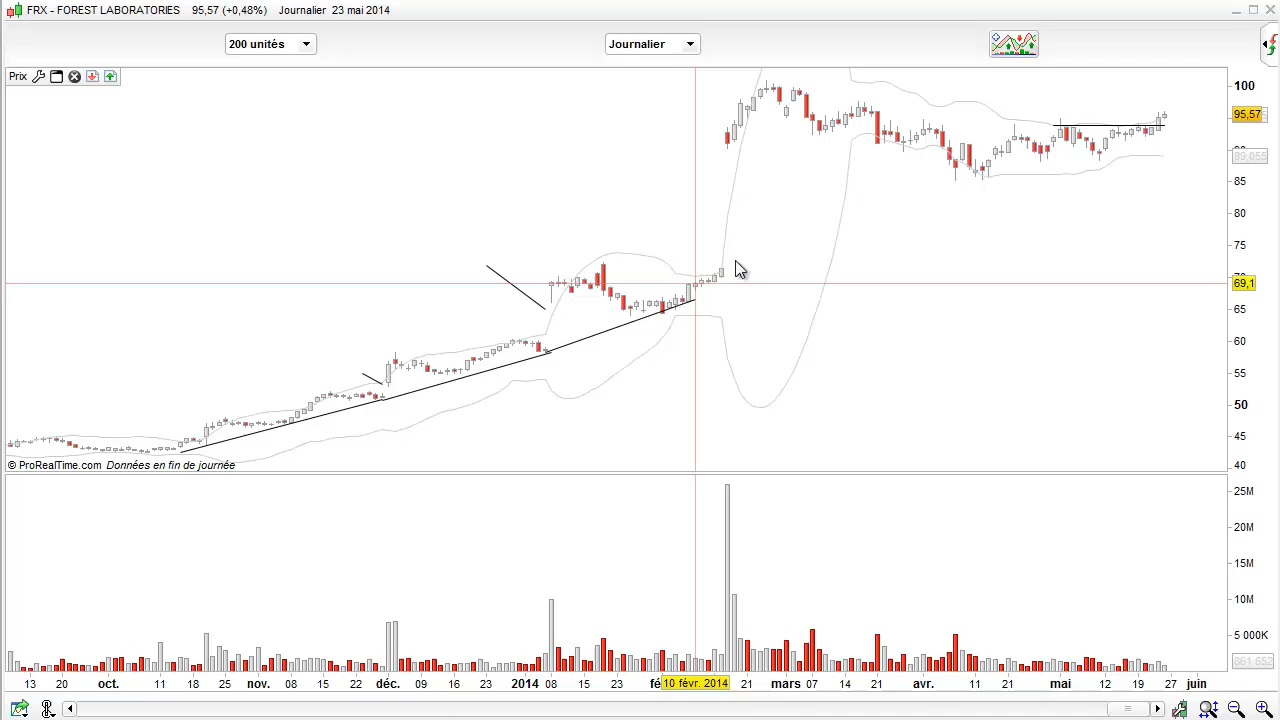 FRX - FOREST LABORATORIES 95,57 (+0,48%) Journalier 23 mai 2014
200 unités
Journalier
Prix
100
95,57
89,055
85
80
75
69,1
65
60
55
50
45
40
© ProRealTime.com Données en fin de journée
25M
20M
15M
10M
5 000K
861 652
13 20 oct. 11 18 25 nov. 08 15 22 déc. 09 16 23 2014 08 15 23 10 févr. 2014 21 mars 07 14 21 avr. 11 21 mai 12 19 27 juin